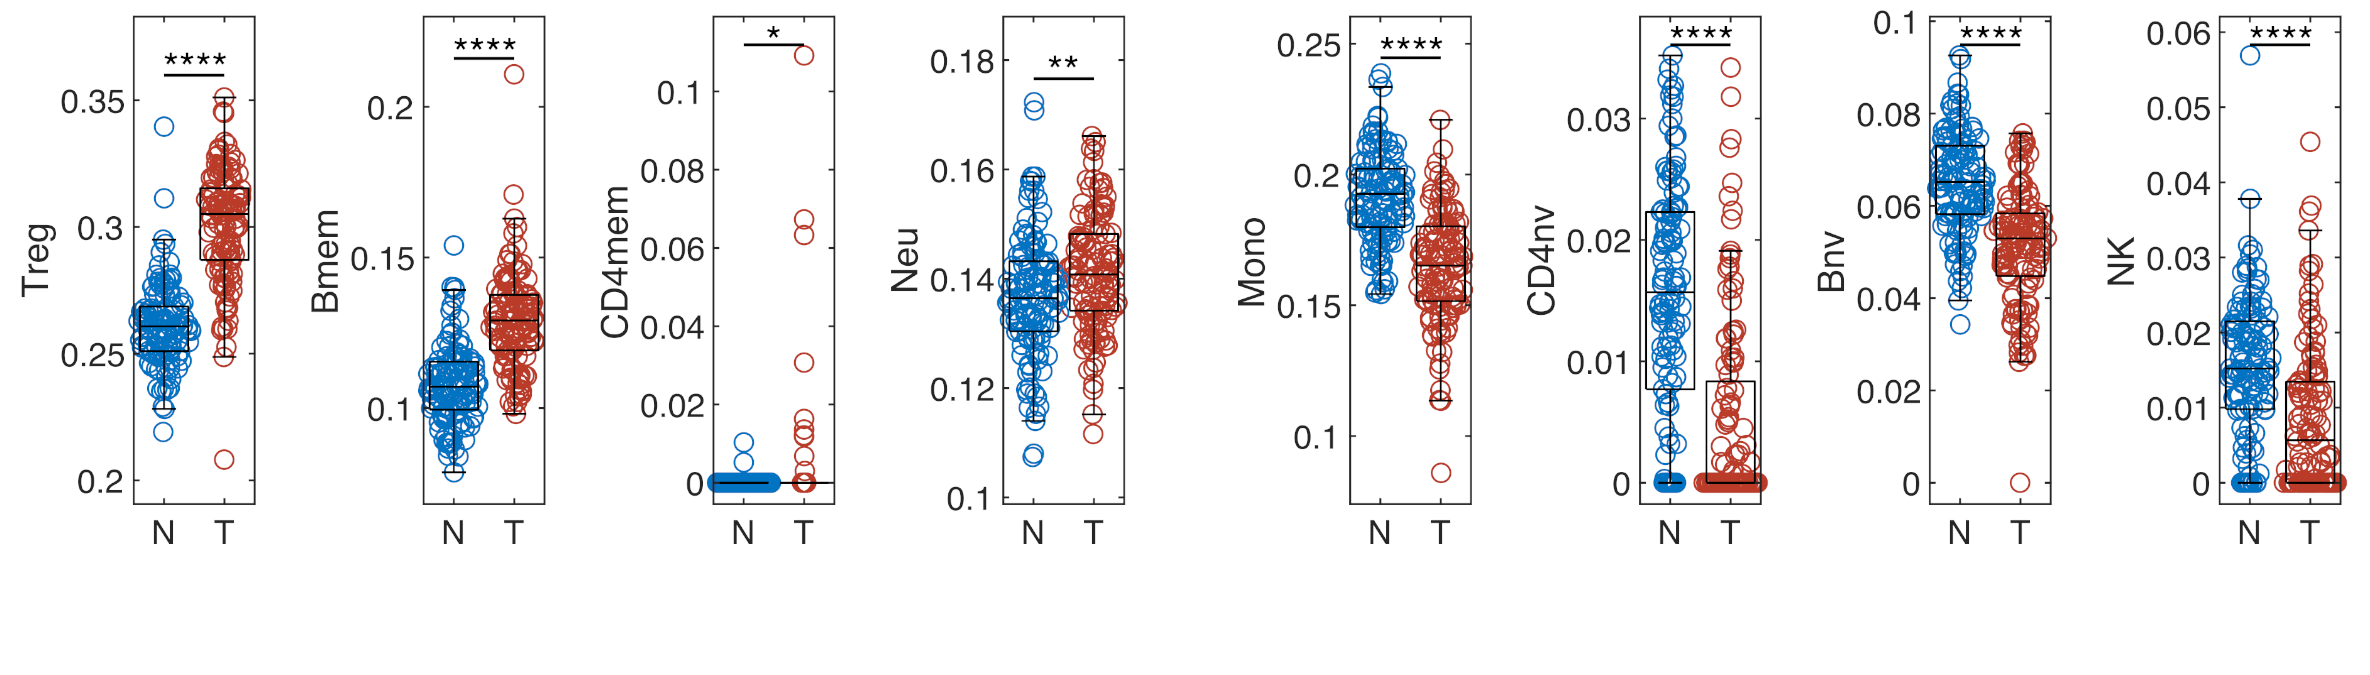 Treg
****
0.35
0.3
0.25
0.2
N T
Bmem
****
0.2
0.15
0.1
N T
CD4mem
*
0.1
0.08
0.06
0.04
0.02
0
N T
Neu
**
0.18
0.16
0.14
0.12
0.1
N T
Mono
****
0.25
0.2
0.15
0.1
N T
CD4nv
****
0.03
0.02
0.01
0
N T
Bnv
****
0.1
0.08
0.06
0.04
0.02
0
N T
NK
****
0.06
0.05
0.04
0.03
0.02
0.01
0
N T